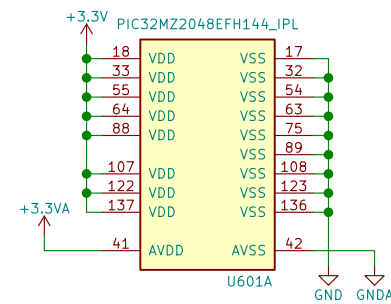 +3.3V
PIC32MZ2048EFH144_IPL
18 VDD VSS 17
33 VDD VSS 32
55 VDD VSS 54
64 VDD VSS 63
88 VDD VSS 75
VSS 89
107 VDD VSS 108
122 VDD VSS 123
137 VDD VSS 136
+3.3VA
41 AVDD AVSS 42
U601A
GND GNDA